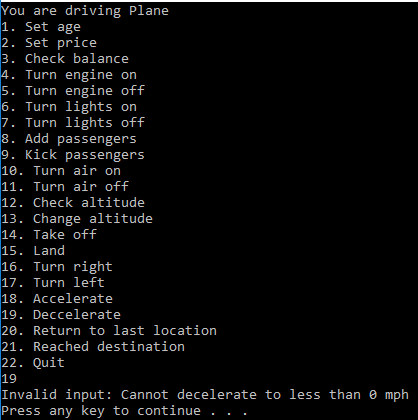 You are driving Plane
1. Set age
2. Set price
3. Check balance
4. Turn engine on
5. Turn engine off
6. Turn lights on
7. Turn lights off
8. Add passengers
9. Kick passengers
10. Turn air on
11. Turn air off
12. Check altitude
13. Change altitude
14. Take off
15. Land
16. Turn right
17. Turn left
18. Accelerate
19. Deccelerate
20. Return to last location
21. Reached destination
22. Quit
19
Invalid input: Cannot decelerate to less than 0 mph
Press any key to continue . . .